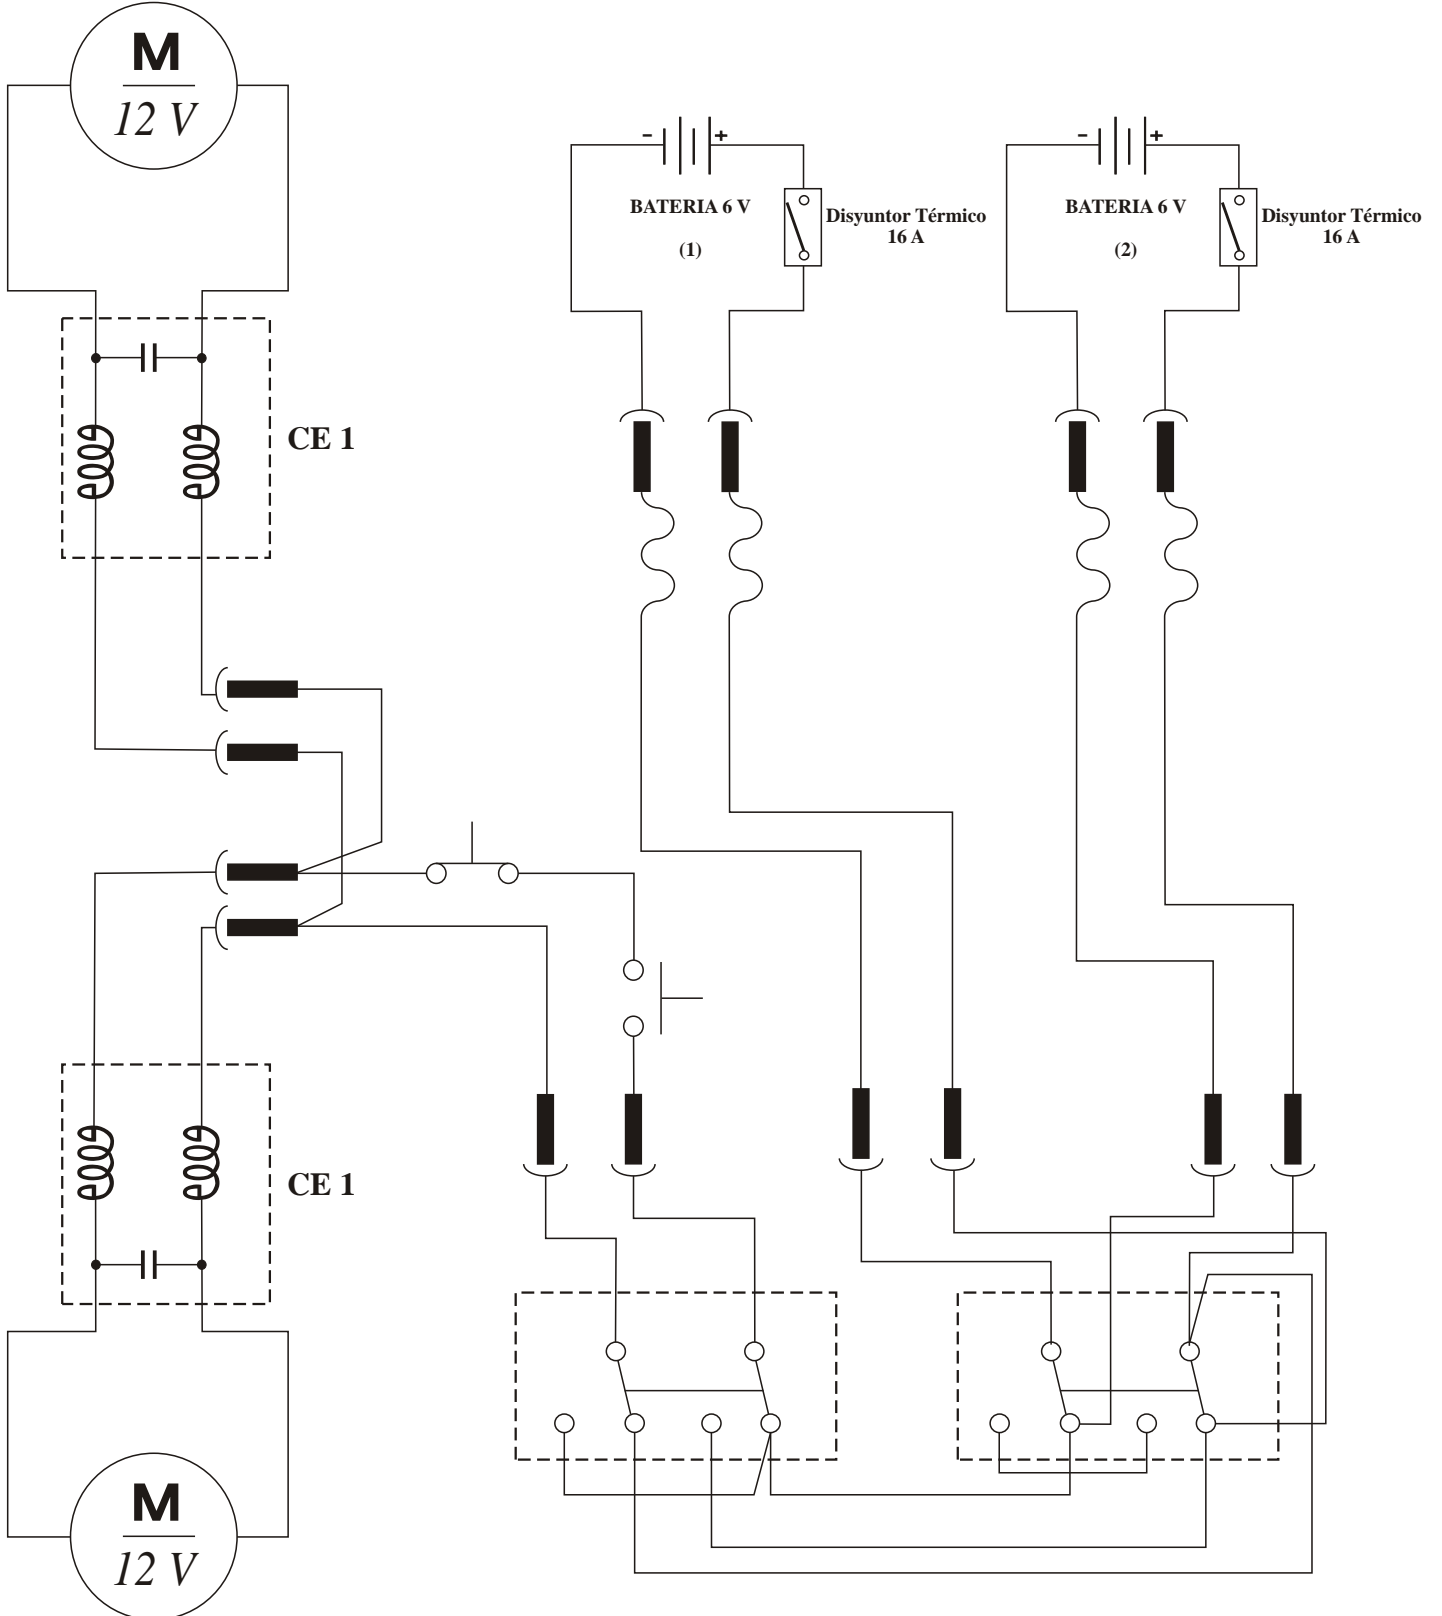 M
12 V
- +
BATERIA 6 V
(1)
Disyuntor Térmico
16 A
- +
BATERIA 6 V
(2)
Disyuntor Térmico
16 A
CE 1
CE 1
M
12 V